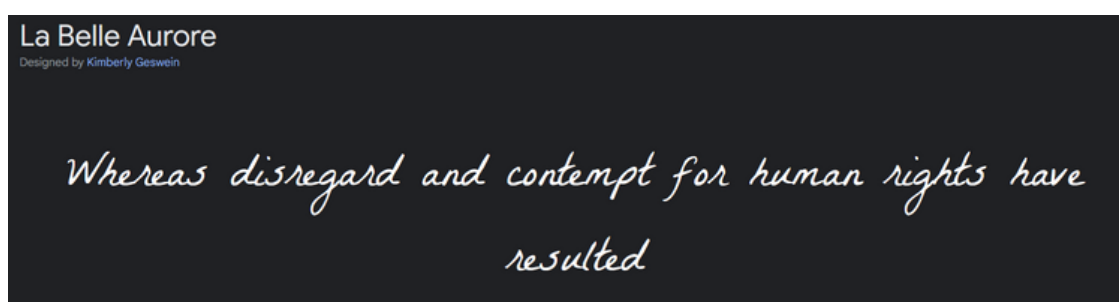 La Belle Aurore
Designed by Kimberly Geswein
Whereas disregard and contempt for human rights have
resulted